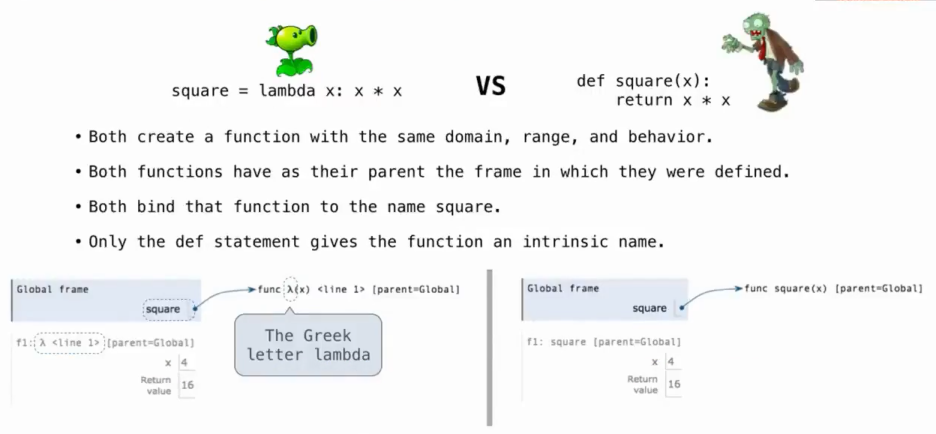 square = lambda x: x * x
VS
def square(x):
return x * x
• Both create a function with the same domain, range, and behavior.
• Both functions have as their parent the frame in which they were defined.
• Both bind that function to the name square.
• Only the def statement gives the function an intrinsic name.
Global frame
square
func λ(x) <line 1> [parent=Global]
The Greek
letter lambda
f1: λ <line 1> [parent=Global]
x 4
Return
value 16
Global frame
square
func square(x) [parent=Global]
f1: square [parent=Global]
x 4
Return
value 16